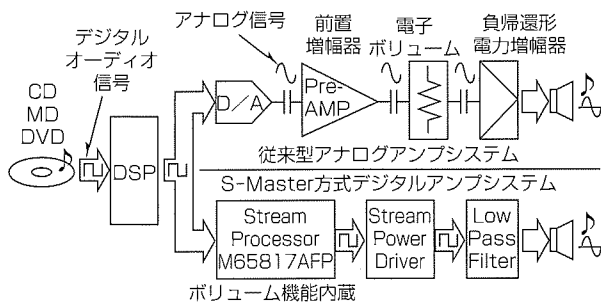 デジタル
オーディオ
信号
CD
MD
DVD
DSP
アナログ信号
D/A
前置
増幅器
Pre-
AMP
電子
ボリューム
負帰還形
電力増幅器
従来型アナログアンプシステム
S-Master方式デジタルアンプシステム
Stream
Processor
M65817AFP
ボリューム機能内蔵
Stream
Power
Driver
Low
Pass
Filter